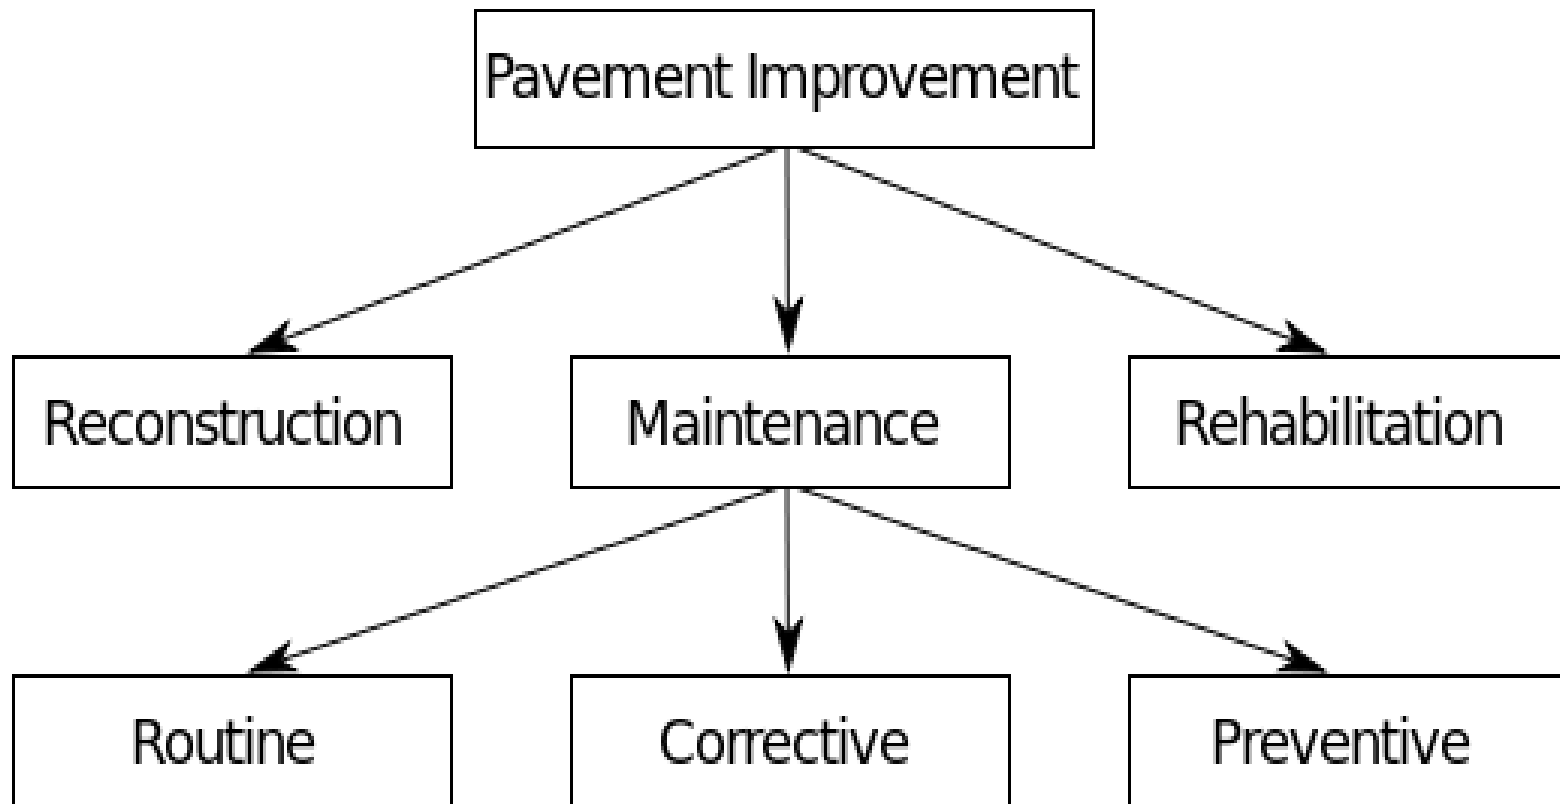 Pavement Improvement
Reconstruction
Maintenance
Rehabilitation
Routine
Corrective
Preventive